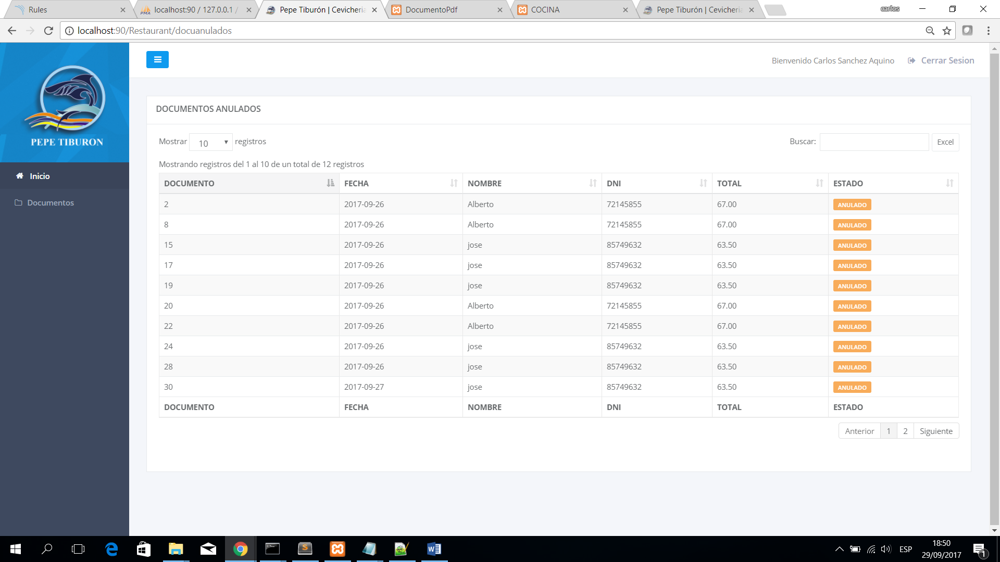 Rules
localhost:90 / 127.0.0.1 /
Pepe Tiburón | Cevicheria
DocumentoPdf
COCINA
Pepe Tiburón | Cevicheria
carlos
localhost:90/Restaurant/docuanulados
PEPE TIBURON
Inicio
Documentos
Bienvenido Carlos Sanchez Aquino Cerrar Sesion
DOCUMENTOS ANULADOS
Mostrar 10 registros Buscar: Excel
Mostrando registros del 1 al 10 de un total de 12 registros
DOCUMENTO FECHA NOMBRE DNI TOTAL ESTADO
2 2017-09-26 Alberto 72145855 67.00 ANULADO
8 2017-09-26 Alberto 72145855 67.00 ANULADO
15 2017-09-26 jose 85749632 63.50 ANULADO
17 2017-09-26 jose 85749632 63.50 ANULADO
19 2017-09-26 jose 85749632 63.50 ANULADO
20 2017-09-26 Alberto 72145855 67.00 ANULADO
22 2017-09-26 Alberto 72145855 67.00 ANULADO
24 2017-09-26 jose 85749632 63.50 ANULADO
28 2017-09-26 jose 85749632 63.50 ANULADO
30 2017-09-27 jose 85749632 63.50 ANULADO
DOCUMENTO FECHA NOMBRE DNI TOTAL ESTADO
Anterior 1 2 Siguiente
ESP
18:50
29/09/2017
1